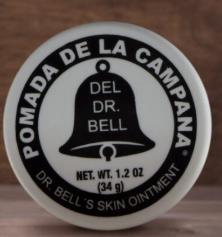 POMADA DE LA CAMPANA®
DEL
DR.
BELL
NET. WT. 1.2 OZ
(34 g)
DR. BELL´S SKIN OINTMENT